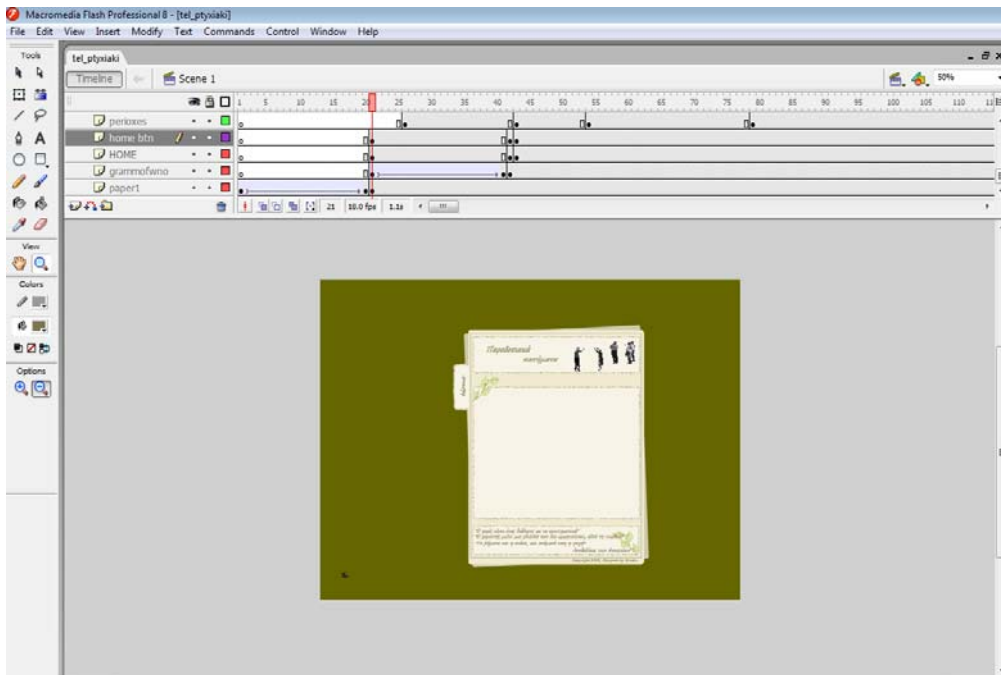 Macromedia Flash Professional 8 - [tel_ptyxiaki]
File Edit View Insert Modify Text Commands Control Window Help
Tools
tel_ptyxiaki
Timeline Scene 1 50%
1 5 10 15 20 25 30 35 40 45 50 55 60 65 70 75 80 85 90 95 100 105 110
perioxes
home btn
HOME
grammofwno
paper1
21 18.0 fps 1.1s
View
Colors
Options
Παραδοσιακά
home